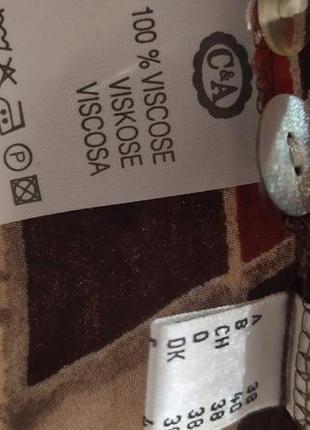 C&A
100 % VISCOSE
VISKOSE
VISCOSA
P
A 38
B 40
CH 38
D 38
DK